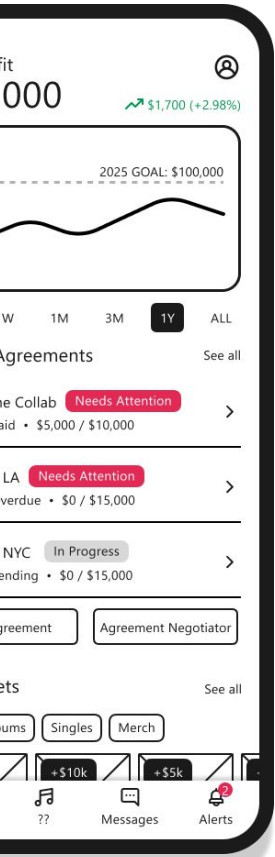 fit
000
$1,700 (+2.98%)
2025 GOAL: $100,000
W 1M 3M 1Y ALL
Agreements See all
ne Collab Needs Attention
aid • $5,000 / $10,000
LA Needs Attention
verdue • $0 / $15,000
NYC In Progress
ending • $0 / $15,000
greement Agreement Negotiator
ets See all
ums Singles Merch
+$10k +$5k
2
?? Messages Alerts